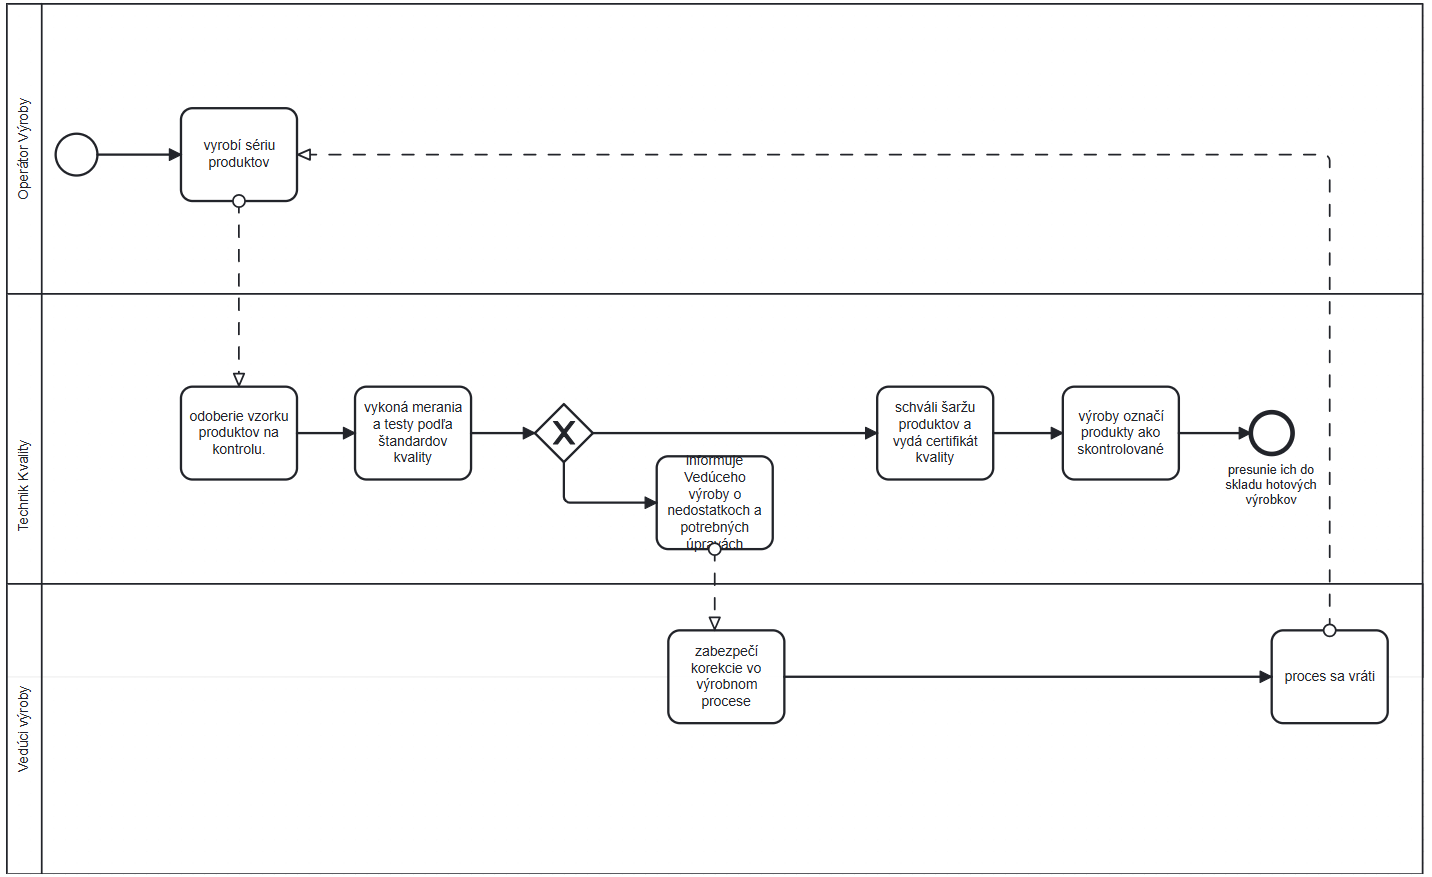 Operátor Výroby
vyrobí sériu
produktov
Technik Kvality
odoberie vzorku
produktov na
kontrolu.
vykoná merania
a testy podľa
štandardov
kvality
informuje
Vedúceho
výroby o
nedostatkoch a
potrebných
úpravách
schváli šaržu
produktov a
vydá certifikát
kvality
výroby označí
produkty ako
skontrolované
presunie ich do
skladu hotových
výrobkov
Vedúci výroby
zabezpečí
korekcie vo
výrobnom
procese
proces sa vráti